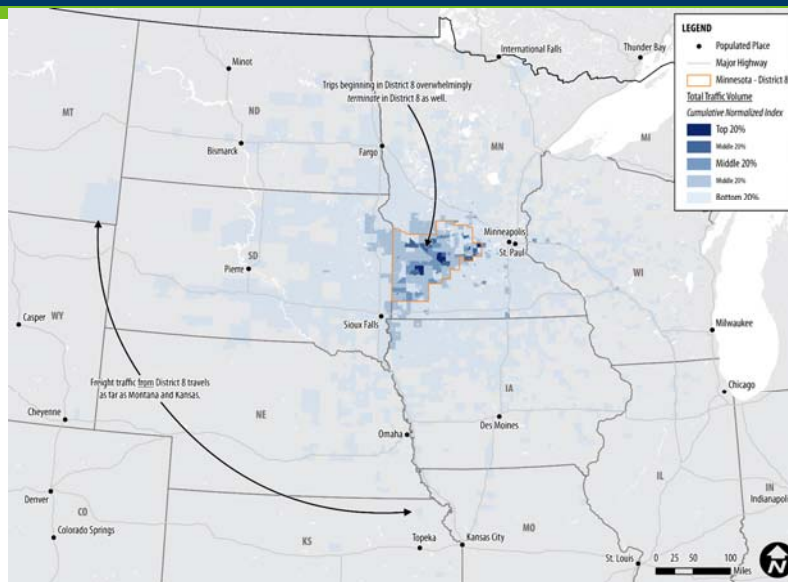 LEGEND
Populated Place
Major Highway
Minnesota - District 8
Total Traffic Volume
Cumulative Normalized Index
Top 20%
Middle 20%
Middle 20%
Middle 20%
Bottom 20%
International Falls
Thunder Bay
Minot
Trips beginning in District 8 overwhelmingly
terminate in District 8 as well.
ND
MT
MN
MI
Bismarck
Fargo
Minneapolis
St. Paul
SD
Pierre
WI
Sioux Falls
Casper
WY
Milwaukee
Freight traffic from District 8 travels
as far as Montana and Kansas.
Chicago
IA
NE
Cheyenne
Des Moines
Omaha
IL
IN
Indianapoli
Denver
CO
Colorado Springs
KS
MO
Topeka
Kansas City
St. Louis
0 25 50 100
Miles
N